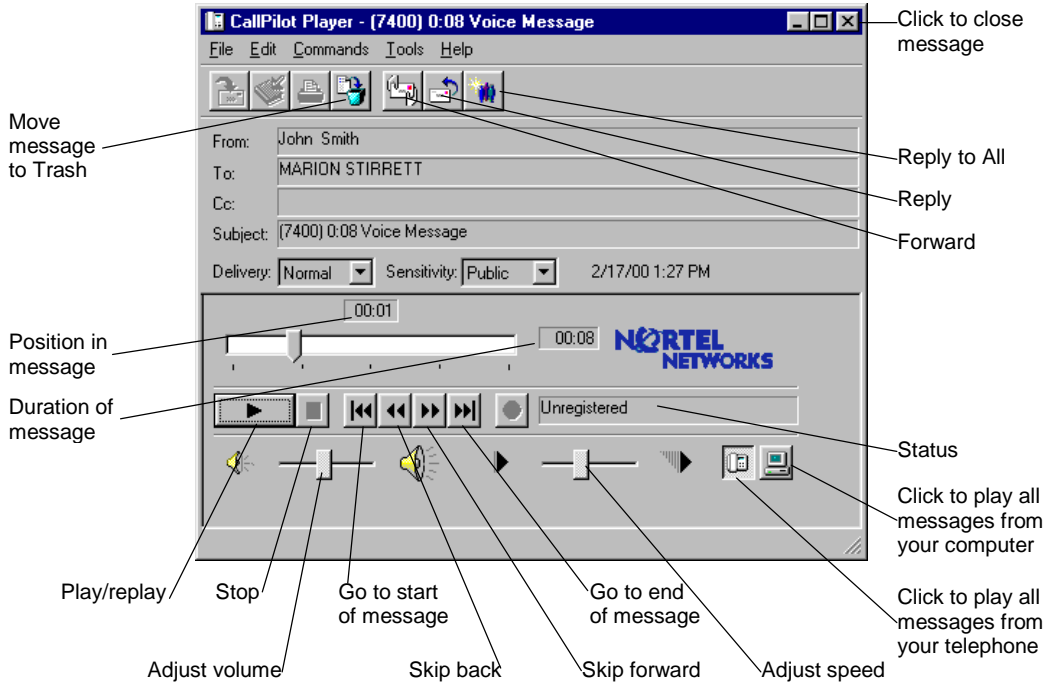 CallPilot Player - (7400) 0:08 Voice Message
Click to close
message
File Edit Commands Tools Help
Move
message
to Trash
From: John Smith
To: MARION STIRRETT
Cc:
Subject: (7400) 0:08 Voice Message
Reply to All
Reply
Forward
Delivery: Normal Sensitivity: Public 2/17/00 1:27 PM
00:01
Position in
message
00:08
NORTEL
NETWORKS
Duration of
message
Unregistered
Status
Click to play all
messages from
your computer
Play/replay
Stop
Go to start
of message
Go to end
of message
Click to play all
messages from
your telephone
Adjust volume
Skip back
Skip forward
Adjust speed